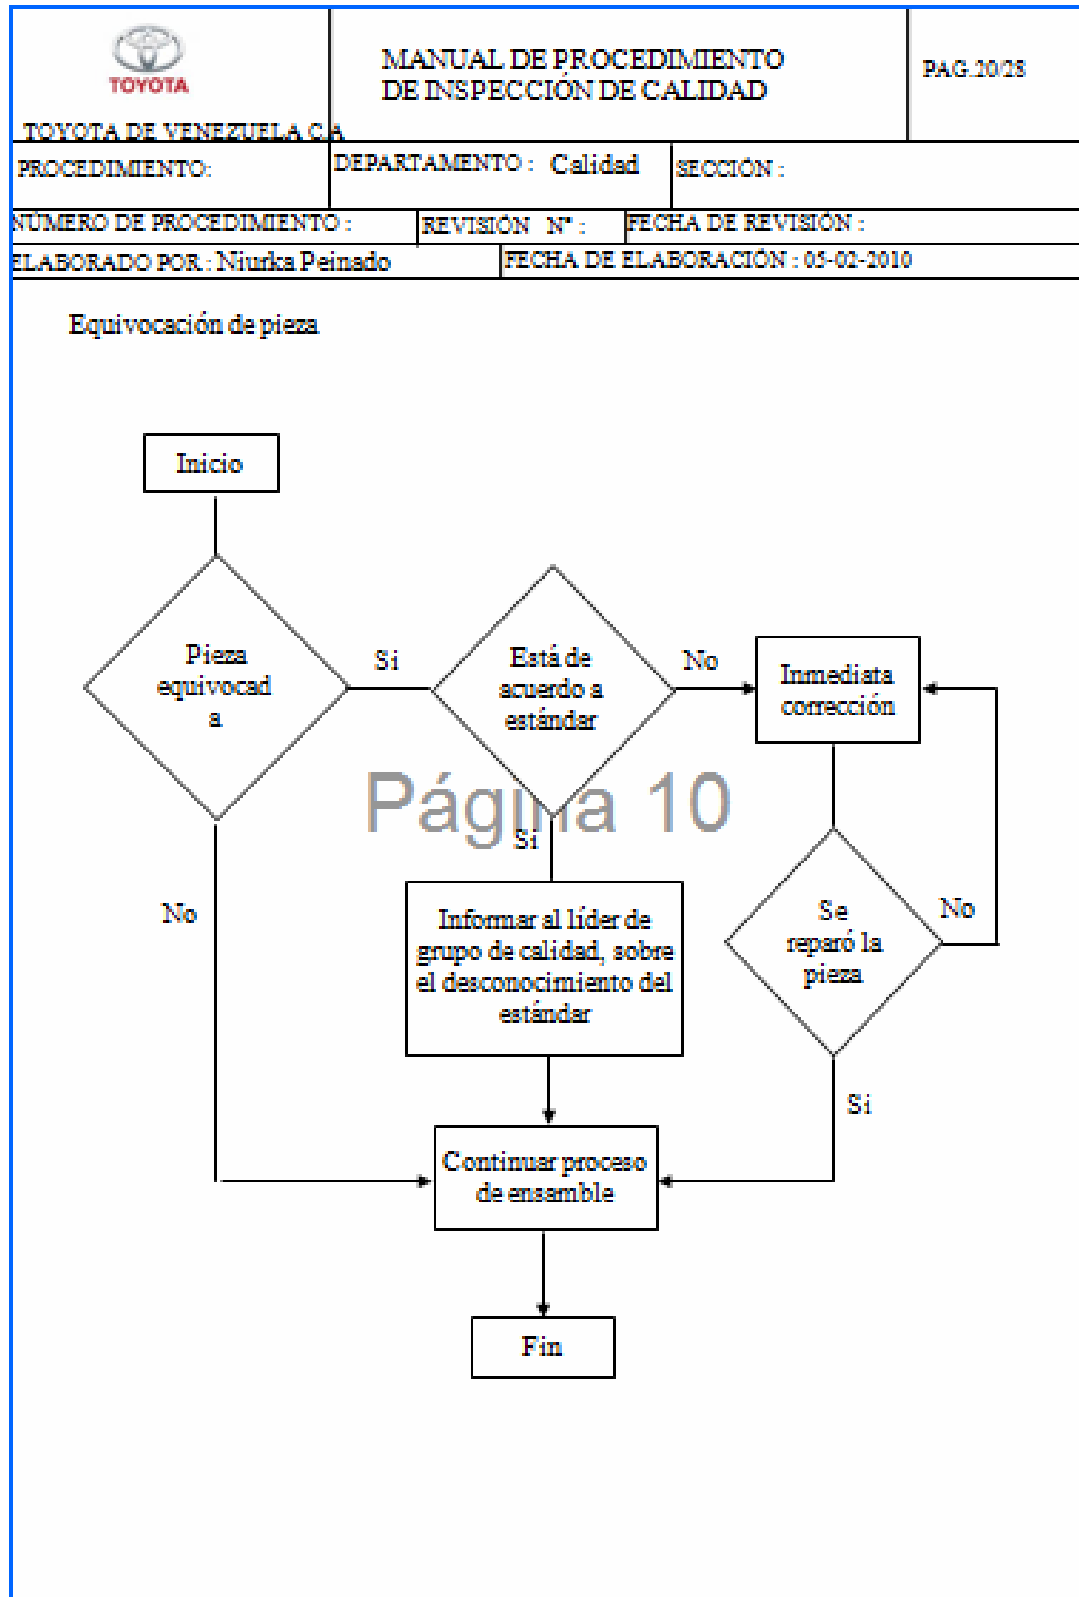 TOYOTA
TOYOTA DE VENEZUELA C.A
MANUAL DE PROCEDIMIENTO
DE INSPECCIÓN DE CALIDAD
PAG.20/28
PROCEDIMIENTO:
DEPARTAMENTO : Calidad
SECCIÓN :
NÚMERO DE PROCEDIMIENTO :
REVISIÓN Nº :
FECHA DE REVISIÓN :
ELABORADO POR : Niurka Peinado
FECHA DE ELABORACIÓN : 05-02-2010
Equivocación de pieza
Inicio
Pieza
equivocad
a
Si
Está de
acuerdo a
estándar
No
Inmediata
corrección
Página 10
Si
No
Informar al líder de
grupo de calidad, sobre
el desconocimiento del
estándar
Se
reparó la
pieza
No
Si
Continuar proceso
de ensamble
Fin